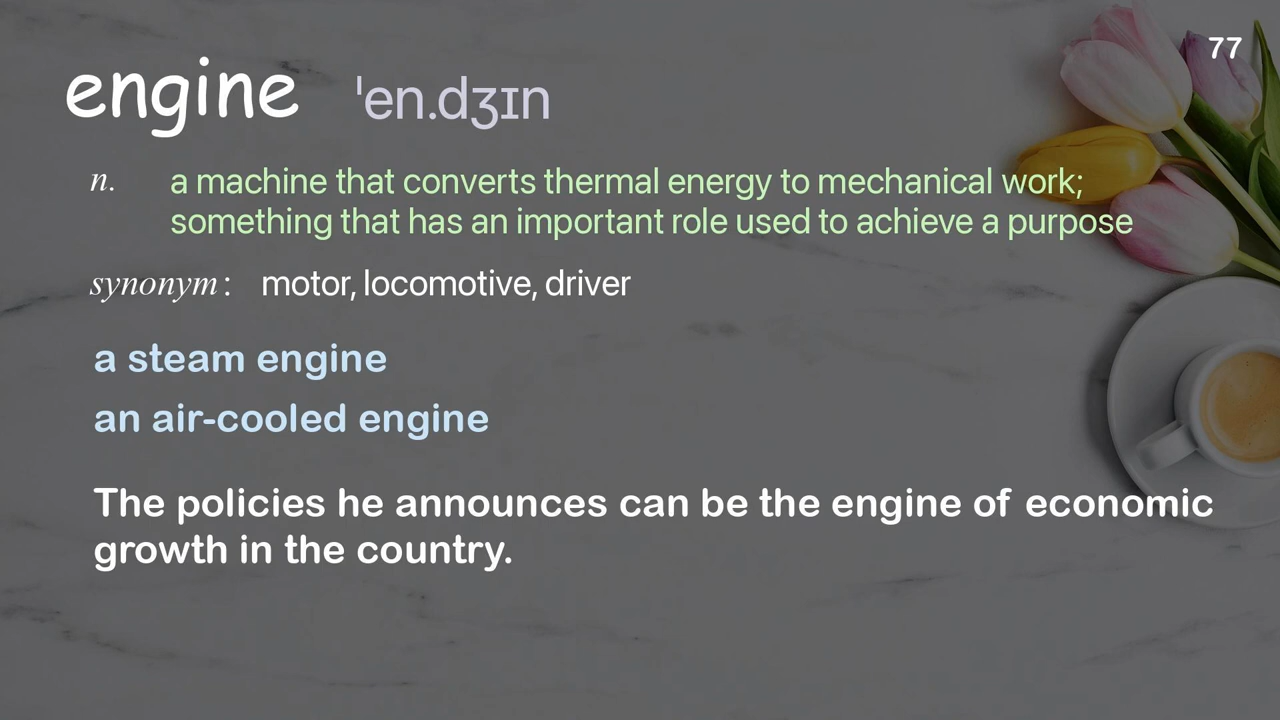 77
engine ˈen.dʒɪn
n. a machine that converts thermal energy to mechanical work;
something that has an important role used to achieve a purpose
synonym: motor, locomotive, driver
a steam engine
an air-cooled engine
The policies he announces can be the engine of economic
growth in the country.